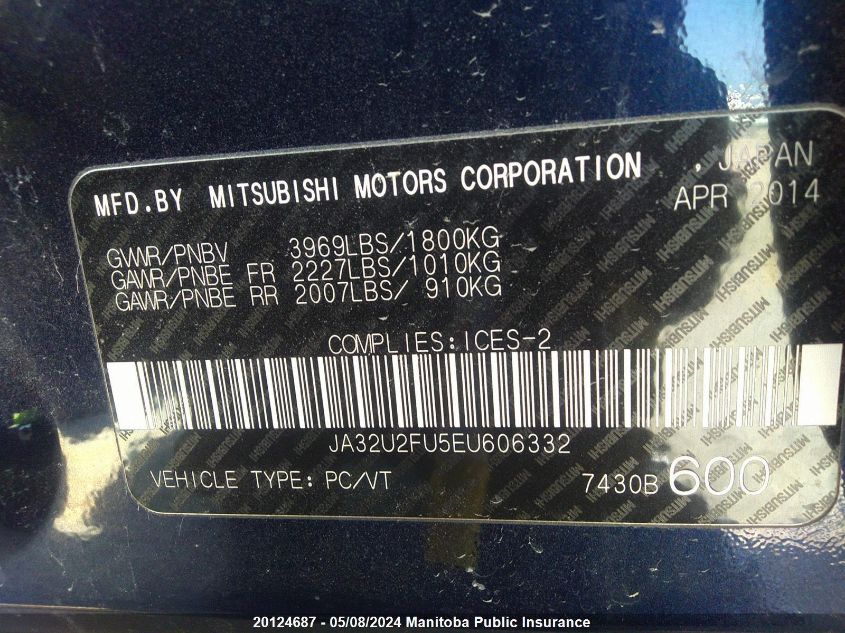 MFD.BY MITSUBISHI MOTORS CORPORATION , JAPAN
APR 2014
GVWR/PNBV 3969LBS/1800KG
GAWR/PNBE FR 2227LBS/1010KG
GAWR/PNBE RR 2007LBS/ 910KG
COMPLIES:ICES-2
JA32U2FU5EU606332
VEHICLE TYPE: PC/VT 7430B 600
20124687 - 05/08/2024 Manitoba Public Insurance